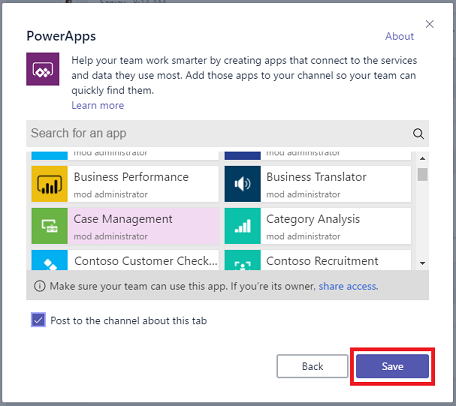 PowerApps
About
Help your team work smarter by creating apps that connect to the services
and data they use most. Add those apps to your channel so your team can
quickly find them.
Learn more
Search for an app
mod administrator
mod administrator
Business Performance
mod administrator
Business Translator
mod administrator
Case Management
mod administrator
Category Analysis
mod administrator
Contoso Customer Check...
Contoso Recruitment
Make sure your team can use this app. If you're its owner, share access.
Post to the channel about this tab
Back
Save